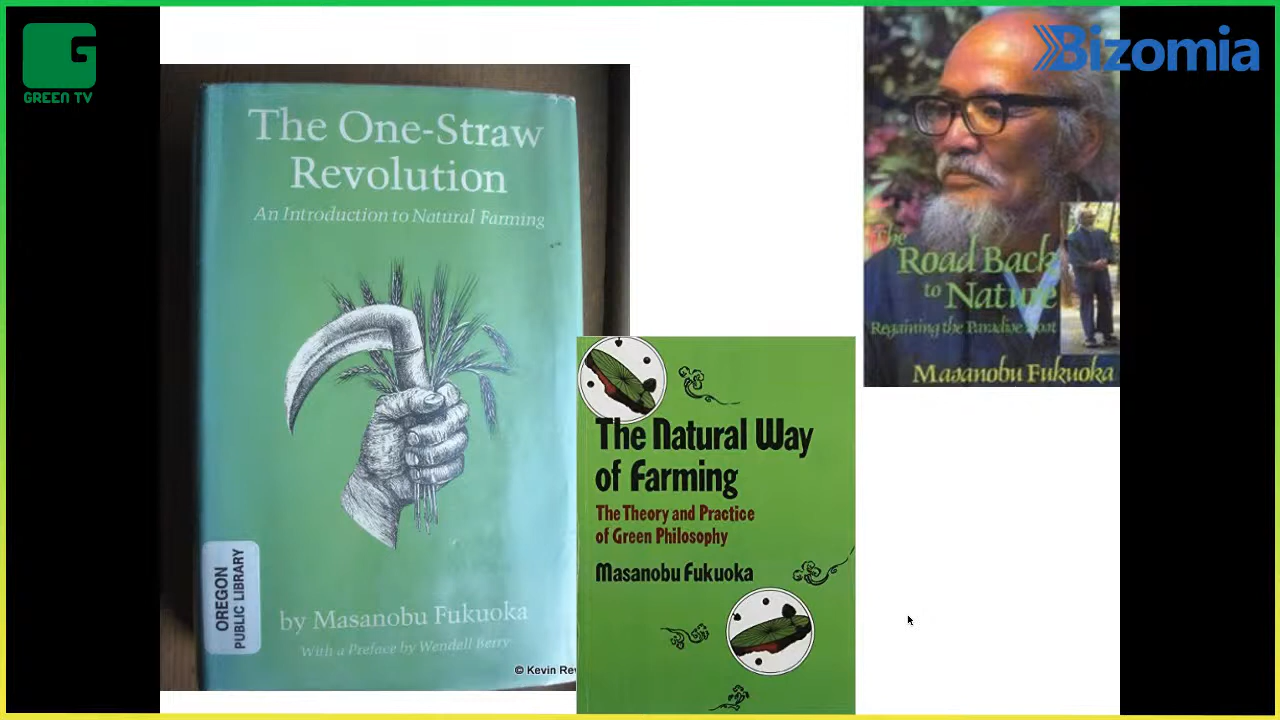 GREEN TV
Bizomia
The One-Straw
Revolution
An Introduction to Natural Farming
OREGON
PUBLIC LIBRARY
by Masanobu Fukuoka
With a Preface by Wendell Berry
© Kevin Rev
The Natural Way
of Farming
The Theory and Practice
of Green Philosophy
Masanobu Fukuoka
The
Road Back
to Nature
Regaining the Paradise Lost
Masanobu Fukuoka